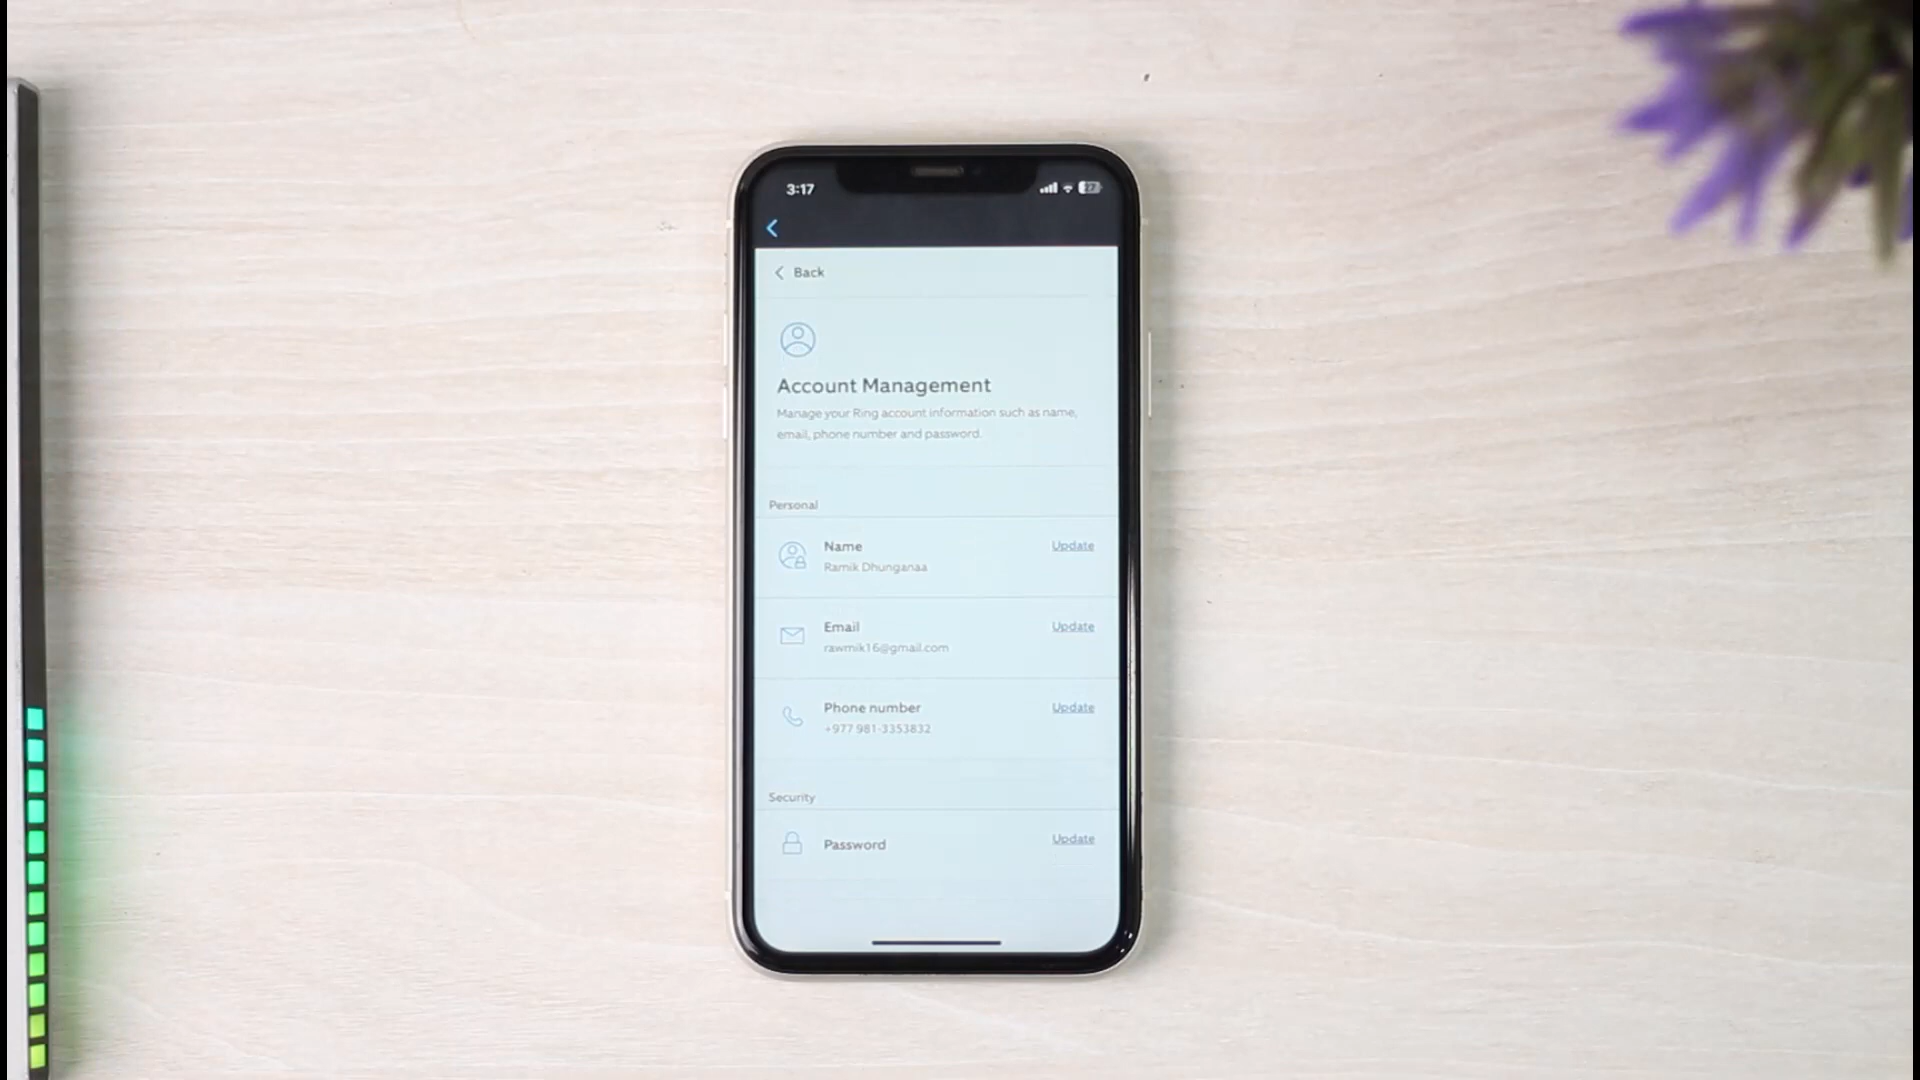 3:17
27
Back
Account Management
Manage your Ring account information such as name,
email, phone number and password.
Personal
Name
Update
Ramik Dhunganaa
Email
Update
rawmik16@gmail.com
Phone number
Update
+977 981-3353832
Security
Password
Update